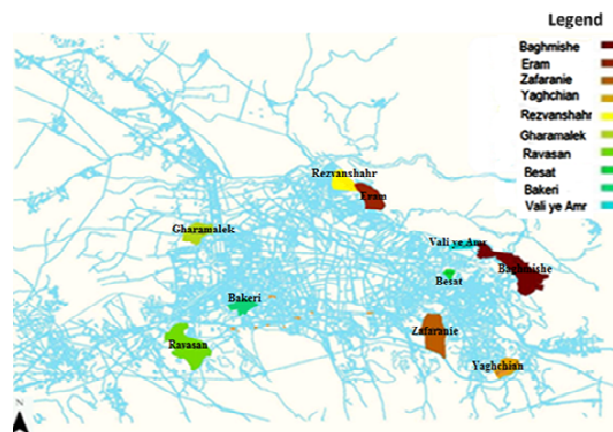 Legend
Baghmishe
Eram
Zafaranie
Yaghchian
Rezvanshahr
Gharamalek
Ravasan
Besat
Bakeri
Vali ye Amr
Rezvanshahr
Eram
Gharamalek
Vali ye Amr
Baghmishe
Besat
Bakeri
Zafaranie
Ravasan
Yaghchian
N